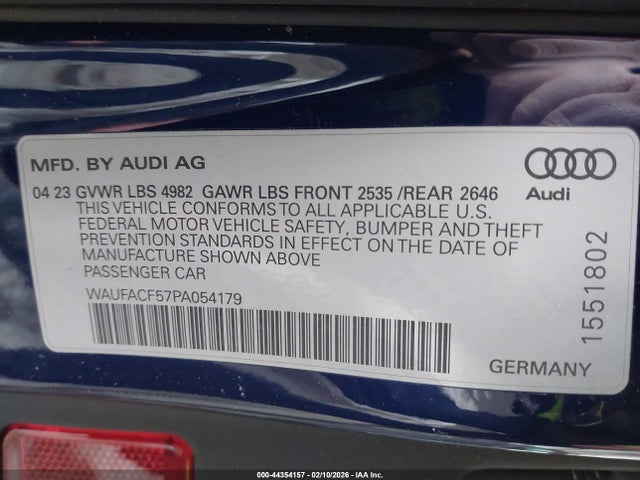 MFD. BY AUDI AG
Audi
04 23 GVWR LBS 4982 GAWR LBS FRONT 2535 /REAR 2646
THIS VEHICLE CONFORMS TO ALL APPLICABLE U.S.
FEDERAL MOTOR VEHICLE SAFETY, BUMPER AND THEFT
PREVENTION STANDARDS IN EFFECT ON THE DATE OF
MANUFACTURE SHOWN ABOVE
PASSENGER CAR
WAUFACF57PA054179
1551802
GERMANY
000-44354157 - 02/10/2026 - IAA Inc.